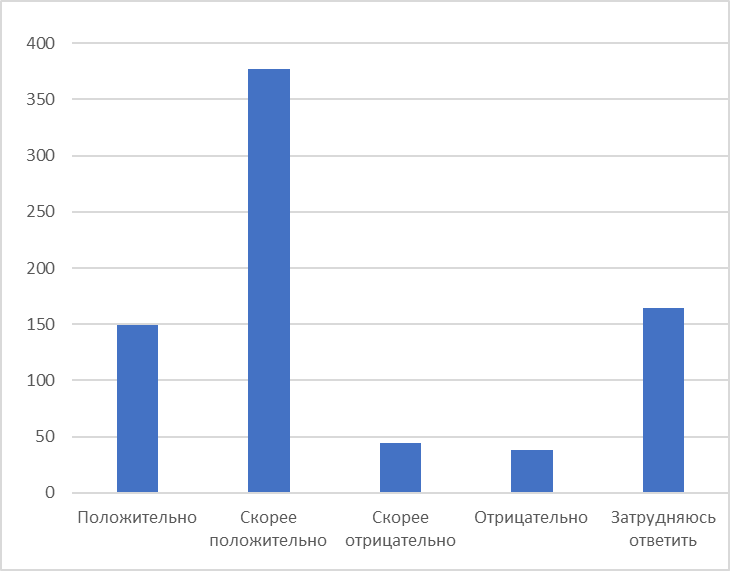 400
350
300
250
200
150
100
50
0
Положительно
Скорее
положительно
Скорее
отрицательно
Отрицательно
Затрудняюсь
ответить